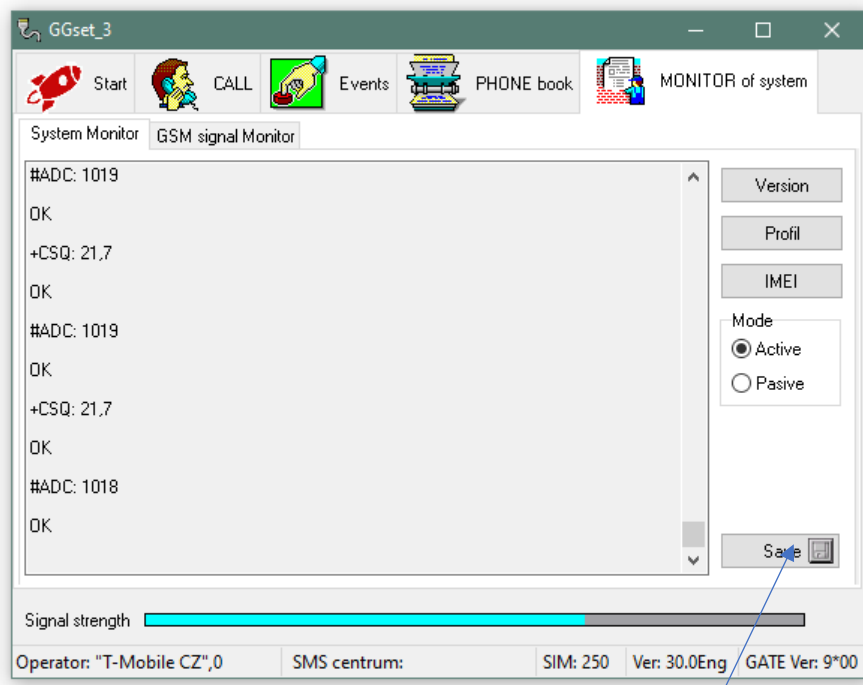 GGset_3
Start CALL Events PHONE book MONITOR of system
System Monitor GSM signal Monitor
#ADC: 1019
OK
+CSQ: 21,7
OK
#ADC: 1019
OK
+CSQ: 21,7
OK
#ADC: 1018
OK
Version
Profil
IMEI
Mode
Active
Pasive
Save
Signal strength
Operator: "T-Mobile CZ",0 SMS centrum: SIM: 250 Ver: 30.0Eng GATE Ver: 9*00